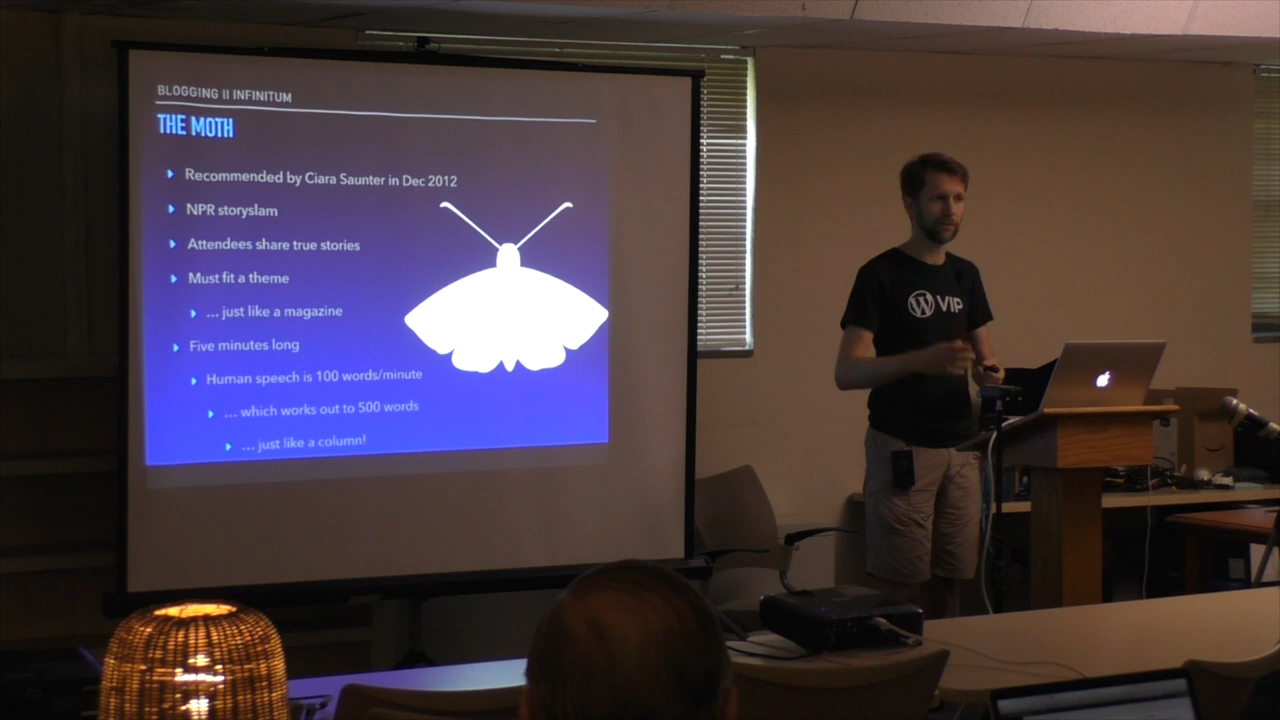 BLOGGING II INFINITUM
THE MOTH
Recommended by Ciara Saunter in Dec 2012
NPR storyslam
Attendees share true stories
Must fit a theme
... just like a magazine
Five minutes long
Human speech is 100 words/minute
... which works out to 500 words
... just like a column!
VIP